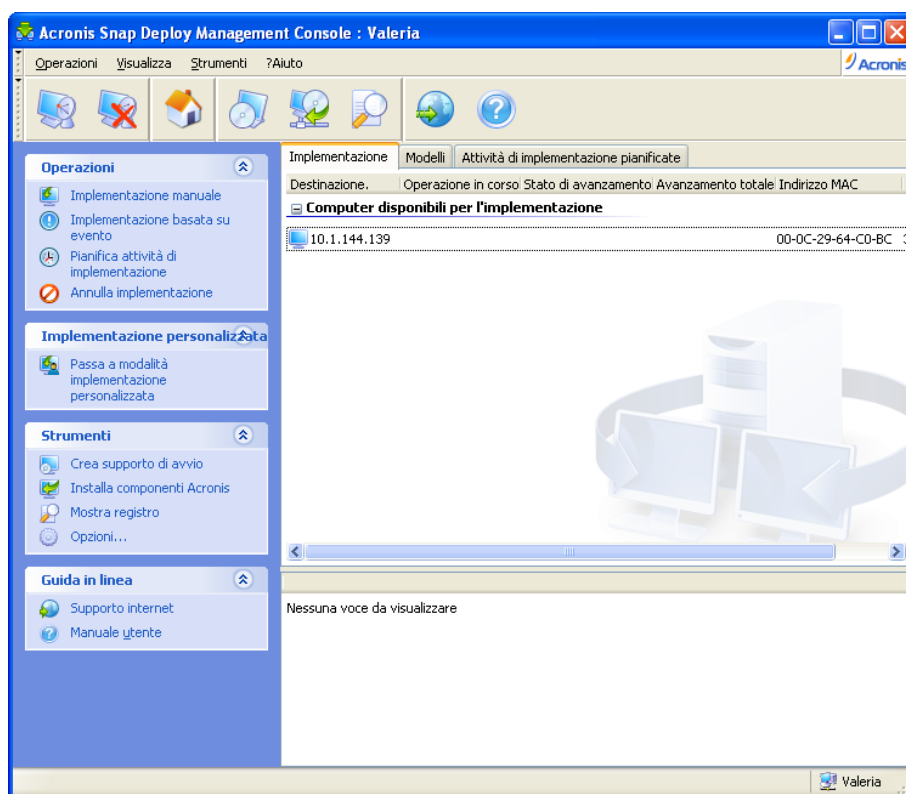 Acronis Snap Deploy Management Console : Valeria
Operazioni Visualizza Strumenti ?Aiuto
Acronis
Operazioni
Implementazione manuale
Implementazione basata su
evento
Pianifica attività di
implementazione
Annulla implementazione
Implementazione personalizzata
Passa a modalità
implementazione
personalizzata
Strumenti
Crea supporto di avvio
Installa componenti Acronis
Mostra registro
Opzioni...
Guida in linea
Supporto internet
Manuale utente
Implementazione Modelli Attività di implementazione pianificate
Destinazione. Operazione in corso Stato di avanzamento Avanzamento totale Indirizzo MAC
Computer disponibili per l'implementazione
10.1.144.139 00-0C-29-64-C0-BC
Nessuna voce da visualizzare
Valeria